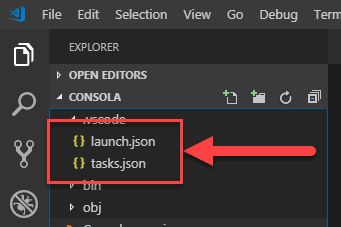 File Edit Selection View Go Debug Term
EXPLORER
OPEN EDITORS
CONSOLA
.vscode
{ } launch.json
{ } tasks.json
bin
obj